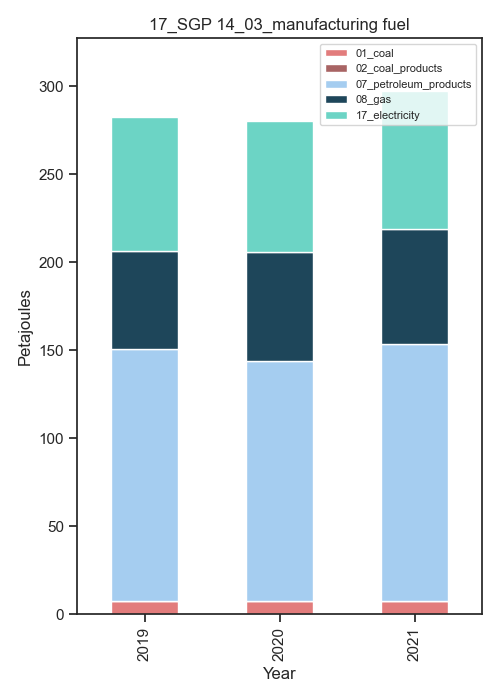 17_SGP 14_03_manufacturing fuel
01_coal
02_coal_products
07_petroleum_products
08_gas
17_electricity
Petajoules
300
250
200
150
100
50
0
2019
2020
2021
Year